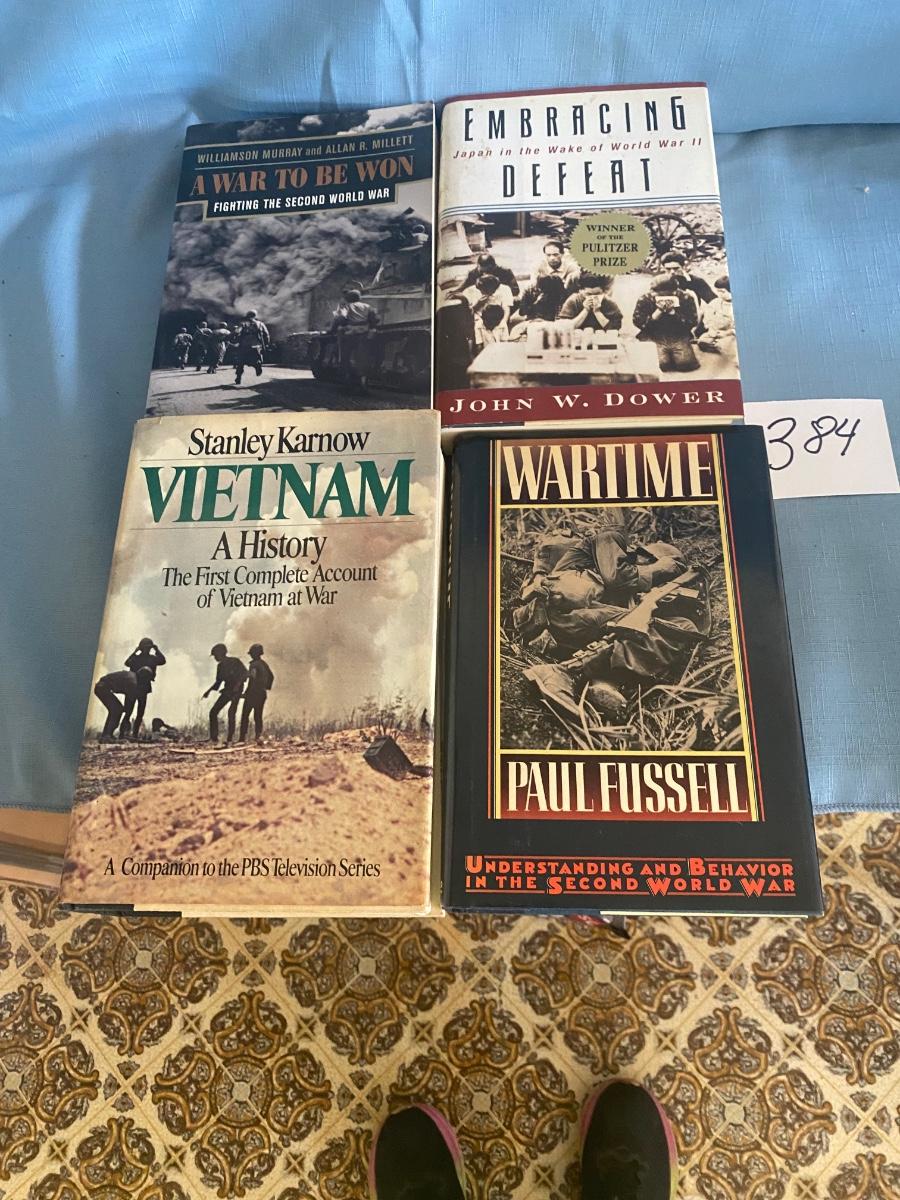 WILLIAMSON MURRAY and ALLAN R. MILLETT
A WAR TO BE WON
FIGHTING THE SECOND WORLD WAR
EMBRACING
Japan in the Wake of World War II
DEFEAT
WINNER
OF THE
PULITZER
PRIZE
JOHN W. DOWER
384
Stanley Karnow
VIETNAM
A History
The First Complete Account
of Vietnam at War
A Companion to the PBS Television Series
WARTIME
PAUL FUSSELL
UNDERSTANDING AND BEHAVIOR
IN THE SECOND WORLD WAR